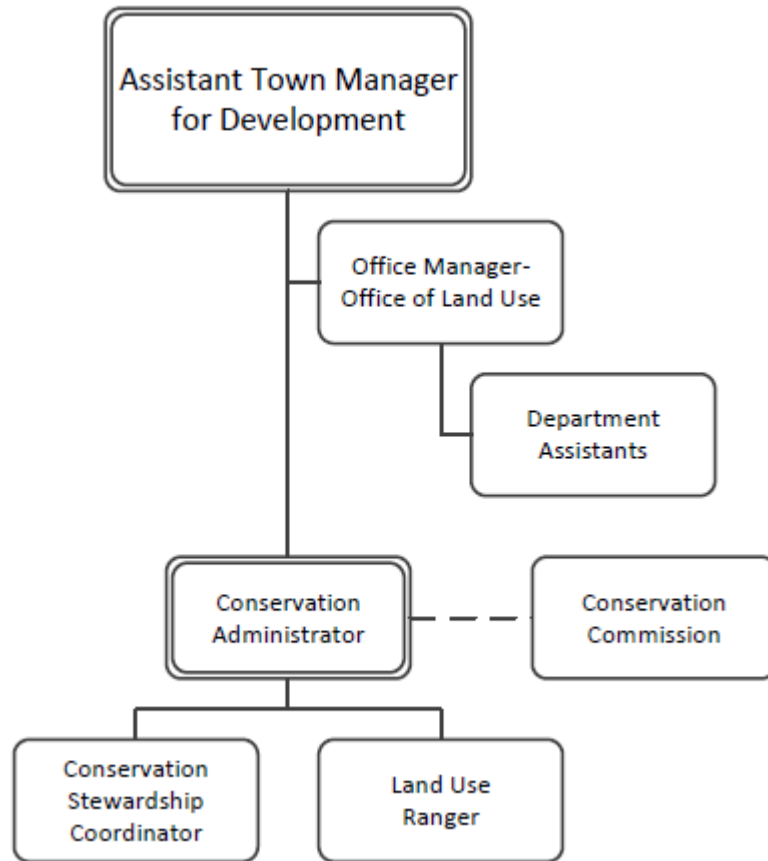 Assistant Town Manager
for Development
Office Manager-
Office of Land Use
Department
Assistants
Conservation
Administrator
Conservation
Commission
Conservation
Stewardship
Coordinator
Land Use
Ranger